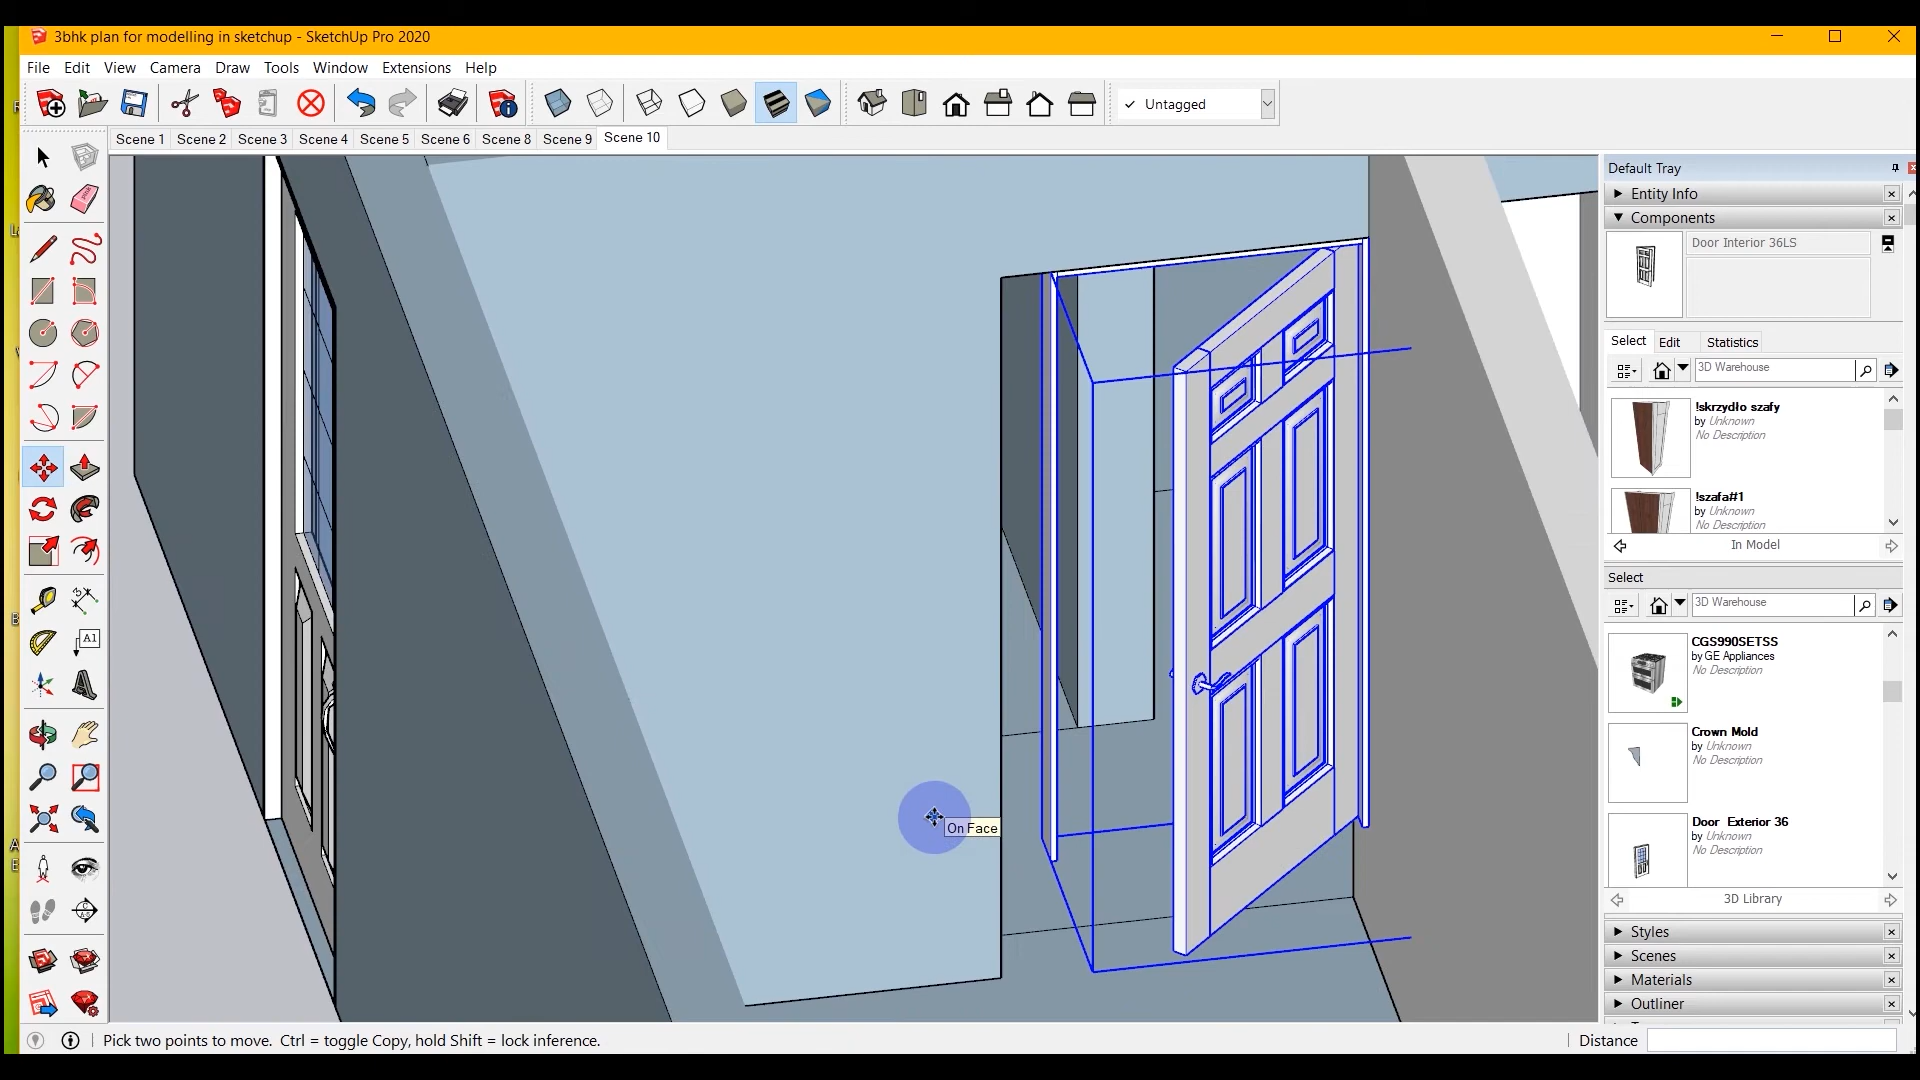 3bhk plan for modelling in sketchup - SketchUp Pro 2020
File Edit View Camera Draw Tools Window Extensions Help
✓ Untagged
Scene 1 Scene 2 Scene 3 Scene 4 Scene 5 Scene 6 Scene 8 Scene 9 Scene 10
Default Tray
Entity Info
Components
Door Interior 36LS
Select Edit Statistics
3D Warehouse
!skrzydło szafy
by Unknown
No Description
!szafa#1
by Unknown
No Description
In Model
Select
3D Warehouse
CGS990SETSS
by GE Appliances
No Description
Crown Mold
by Unknown
No Description
Door Exterior 36
by Unknown
No Description
3D Library
Styles
Scenes
Materials
Outliner
A1
On Face
Pick two points to move. Ctrl = toggle Copy, hold Shift = lock inference.
Distance